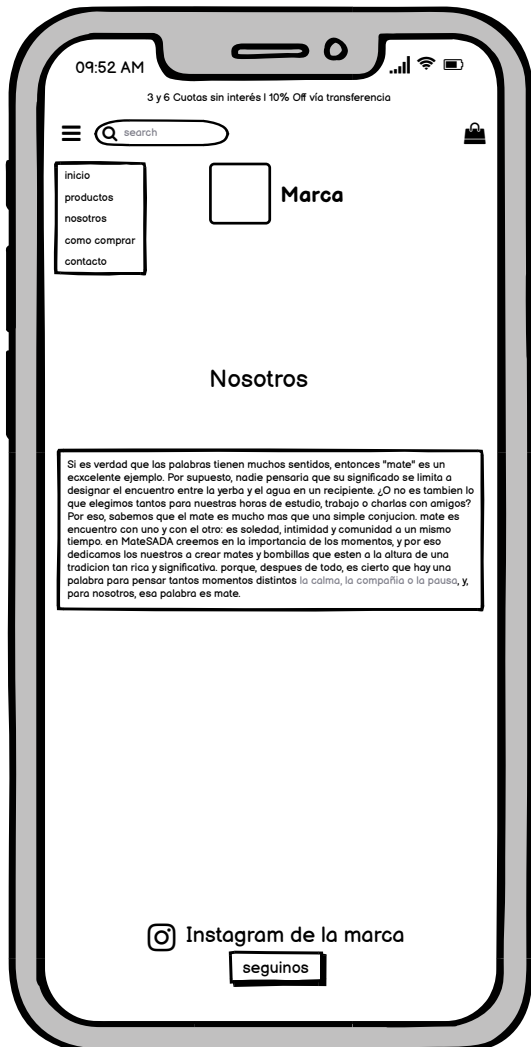 09:52 AM
3 y 6 Cuotas sin interés | 10% Off vía transferencia
search
inicio
productos
nosotros
como comprar
contacto
Marca
Nosotros
Si es verdad que las palabras tienen muchos sentidos, entonces "mate" es un
ecxcelente ejemplo. Por supuesto, nadie pensaria que su significado se limita a
designar el encuentro entre la yerba y el agua en un recipiente. ¿O no es tambien lo
que elegimos tantos para nuestras horas de estudio, trabajo o charlas con amigos?
Por eso, sabemos que el mate es mucho mas que una simple conjucion. mate es
encuentro con uno y con el otro: es soledad, intimidad y comunidad a un mismo
tiempo. en MateSADA creemos en la importancia de los momentos, y por eso
dedicamos los nuestros a crear mates y bombillas que esten a la altura de una
tradicion tan rica y significativa. porque, despues de todo, es cierto que hay una
palabra para pensar tantos momentos distintos la calma, la compañia o la pausa, y,
para nosotros, esa palabra es mate.
Instagram de la marca
seguinos